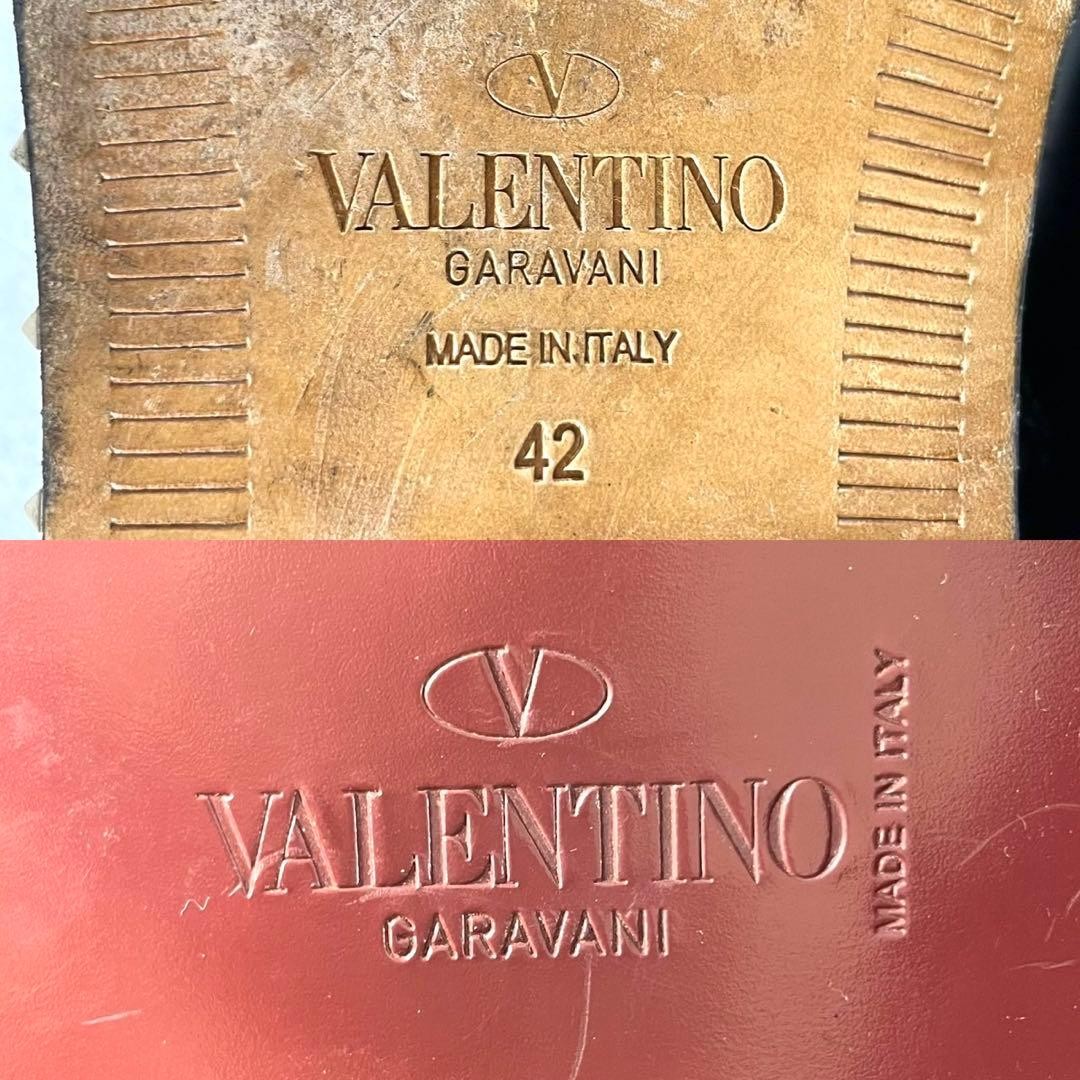 V
VALENTINO
GARAVANI
MADE IN ITALY
42
V
VALENTINO
GARAVANI
MADE IN ITALY